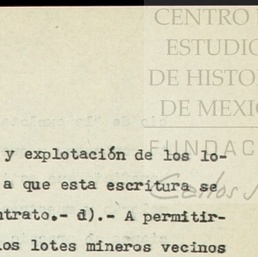 CENTRO
ESTUDIO
DE HISTO
DE MEXI
FUNDAC
y explotación de los lo-
a que esta escritura se
ntrato.- d).- A permitir-
los lotes mineros vecinos